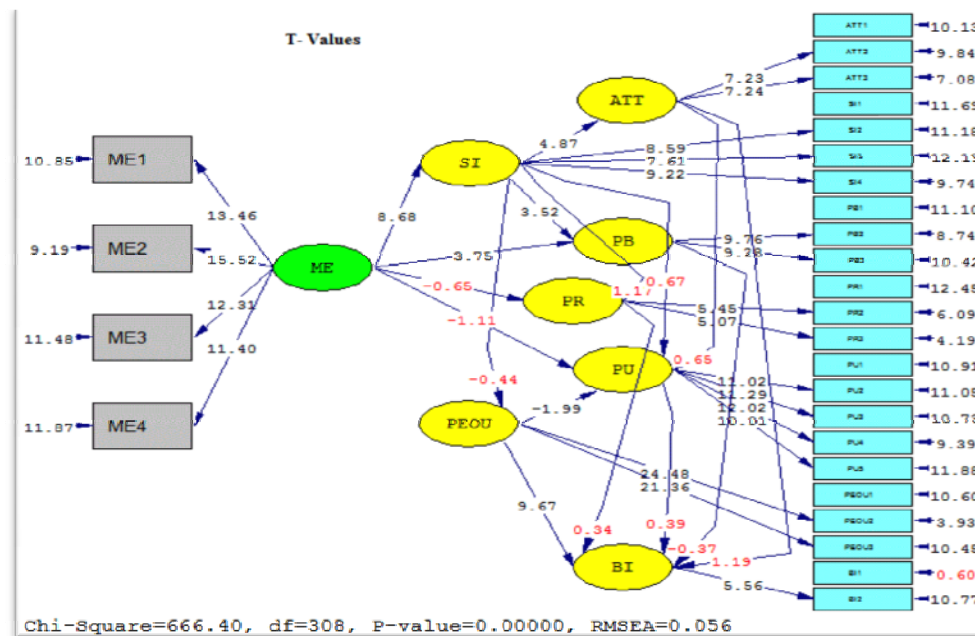 T- Values
ATT1 10.13
ATT2 9.84
ATT3 7.08
SI1 11.69
SI2 11.18
SI3 12.13
SI4 9.74
PB1 11.10
PB2 8.74
PB3 10.42
PR1 12.45
PR2 6.09
PR3 4.19
PU1 10.91
PU2 11.05
PU3 10.73
PU4 9.39
PU5 11.88
PEOU1 10.60
PEOU2 3.93
PEOU3 10.48
BI1 0.60
BI2 10.77
10.85 ME1
9.19 ME2
11.48 ME3
11.87 ME4
13.46
15.52
12.31
11.40
ME
8.68
3.75
-0.65
-1.11
SI
4.87
8.59
7.61
9.22
3.52
-0.44
ATT
7.23
7.24
PB
9.76
9.28
0.67
1.17
PR
5.45
5.07
PU
0.65
11.02
11.29
12.02
10.01
PEOU
-1.99
24.48
21.36
9.67
0.34
0.39
-0.37
1.19
BI
5.56
Chi-Square=666.40, df=308, P-value=0.00000, RMSEA=0.056